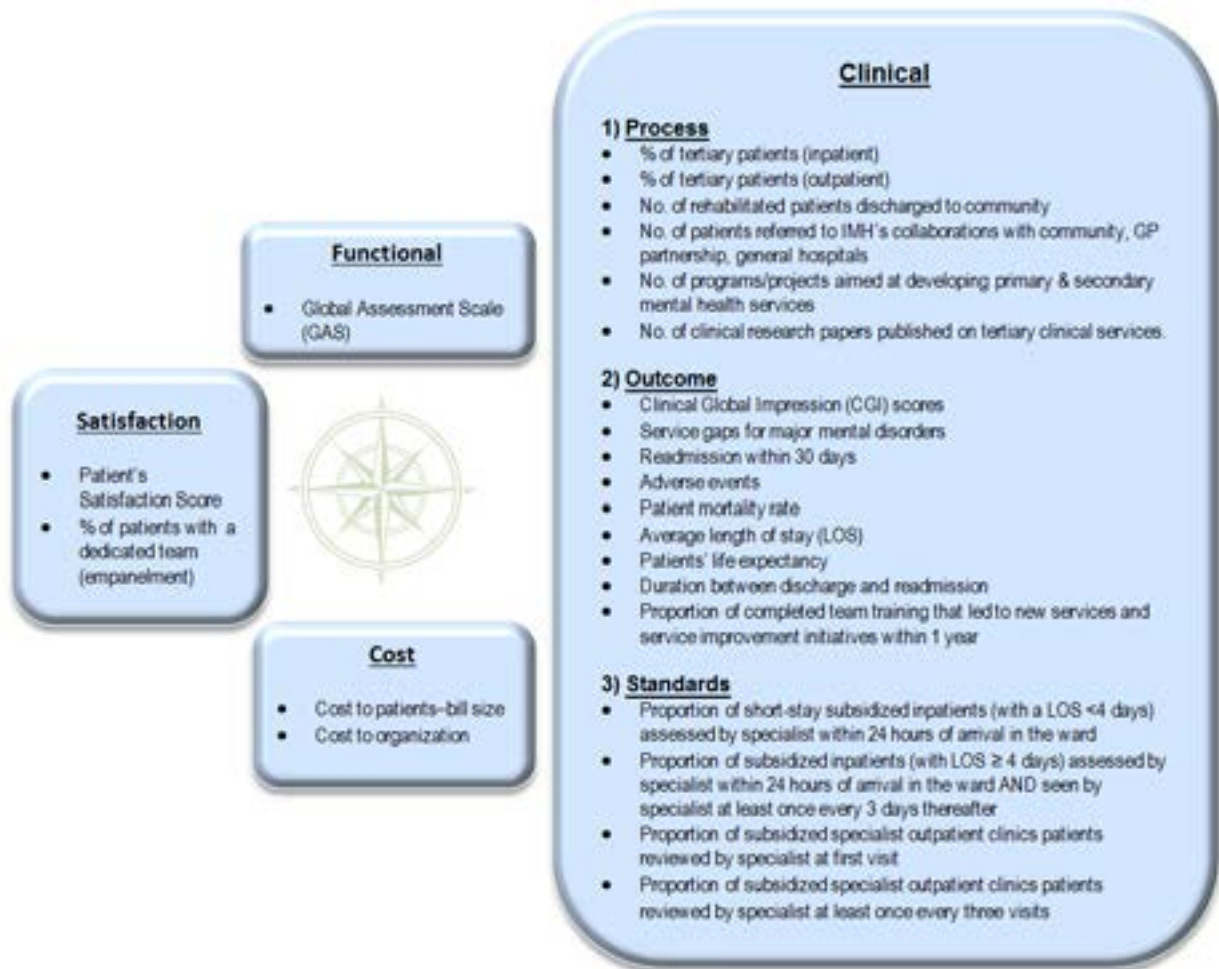 Clinical
1) Process
• % of tertiary patients (inpatient)
• % of tertiary patients (outpatient)
• No. of rehabilitated patients discharged to community
• No. of patients referred to IMH's collaborations with community, GP
partnership, general hospitals
• No. of programs/projects aimed at developing primary & secondary
mental health services
• No. of clinical research papers published on tertiary clinical services.
2) Outcome
• Clinical Global Impression (CGI) scores
• Service gaps for major mental disorders
• Readmission within 30 days
• Adverse events
• Patient mortality rate
• Average length of stay (LOS)
• Patients' life expectancy
• Duration between discharge and readmission
• Proportion of completed team training that led to new services and
service improvement initiatives within 1 year
3) Standards
• Proportion of short-stay subsidized inpatients (with a LOS <4 days)
assessed by specialist within 24 hours of arrival in the ward
• Proportion of subsidized inpatients (with LOS ≥ 4 days) assessed by
specialist within 24 hours of arrival in the ward AND seen by
specialist at least once every 3 days thereafter
• Proportion of subsidized specialist outpatient clinics patients
reviewed by specialist at first visit
• Proportion of subsidized specialist outpatient clinics patients
reviewed by specialist at least once every three visits
Functional
• Global Assessment Scale
(GAS)
Satisfaction
• Patient's
Satisfaction Score
• % of patients with a
dedicated team
(empanelment)
Cost
• Cost to patients–bill size
• Cost to organization